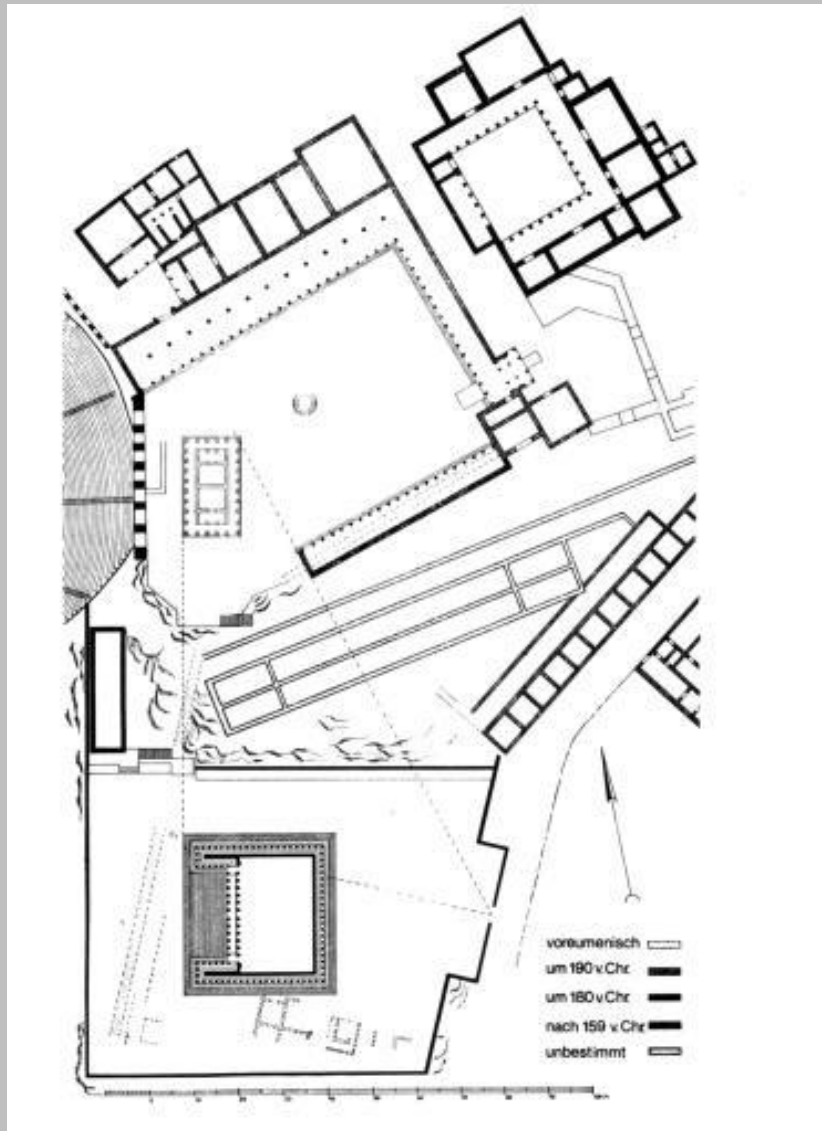 voreumenisch
um 190 v. Chr.
um 180 v. Chr.
nach 159 v. Chr.
unbestimmt